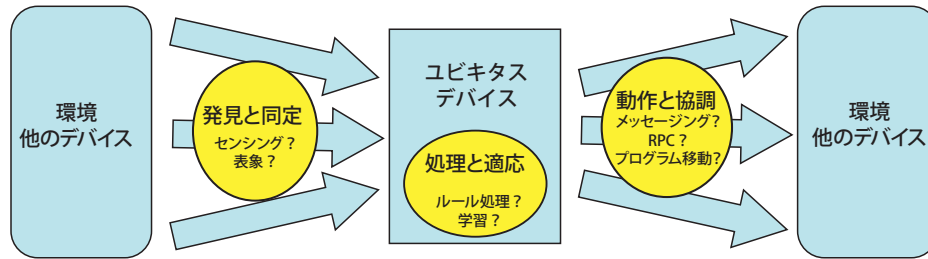 環境
他のデバイス
発見と同定
センシング？
表象？
ユビキタス
デバイス
処理と適応
ルール処理？
学習？
動作と協調
メッセージング？
RPC？
プログラム移動？
環境
他のデバイス